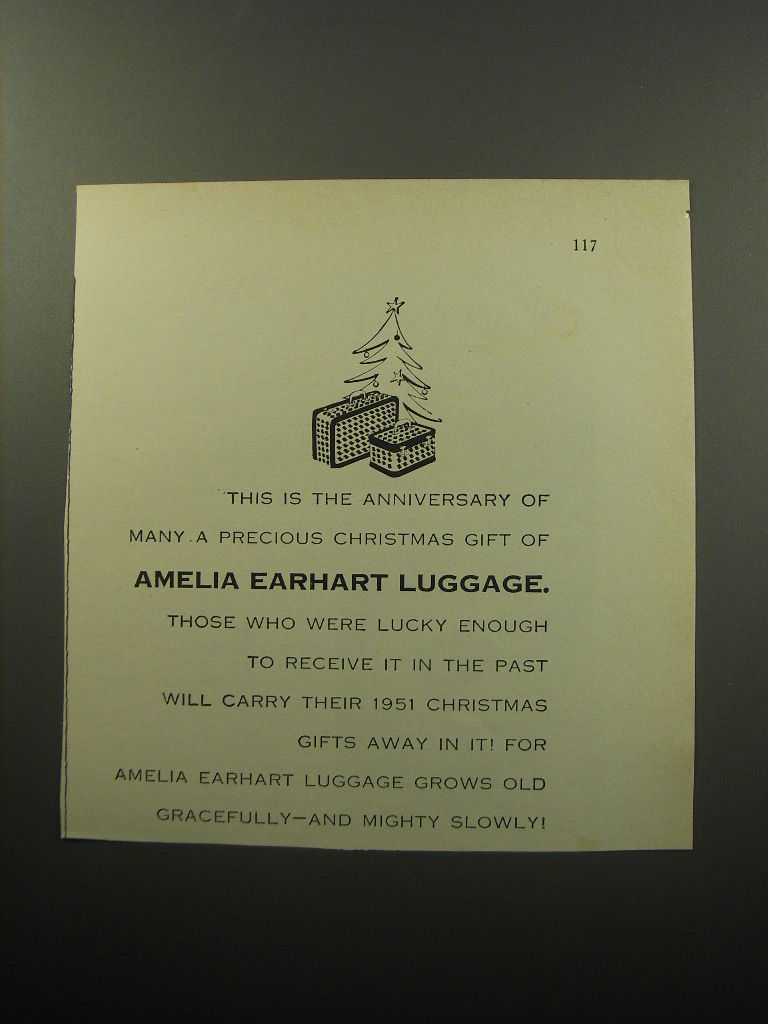 117
THIS IS THE ANNIVERSARY OF
MANY A PRECIOUS CHRISTMAS GIFT OF
AMELIA EARHART LUGGAGE.
THOSE WHO WERE LUCKY ENOUGH
TO RECEIVE IT IN THE PAST
WILL CARRY THEIR 1951 CHRISTMAS
GIFTS AWAY IN IT! FOR
AMELIA EARHART LUGGAGE GROWS OLD
GRACEFULLY—AND MIGHTY SLOWLY!